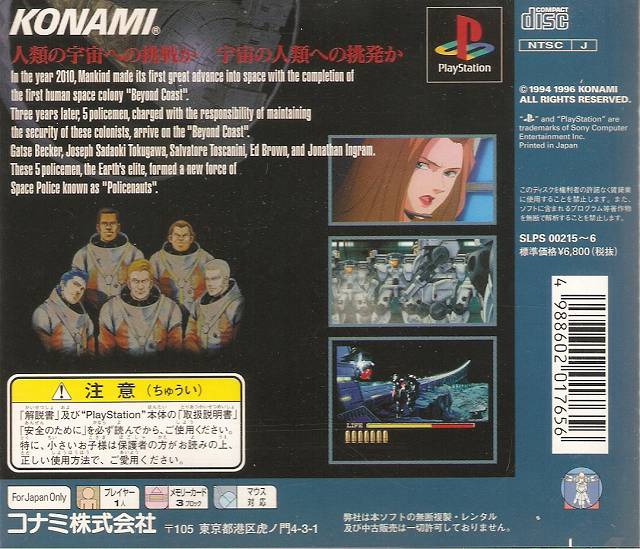 KONAMI®
人類の宇宙への挑戦か 宇宙の人類への挑発か
In the year 2010, Mankind made its first great advance into space with the completion of
the first human space colony "Beyond Coast".
Three years later, 5 policemen, charged with the responsibility of maintaining
the security of these colonists, arrive on the "Beyond Coast".
Gatse Becker, Joseph Sadaoki Tokugawa, Salvatore Toscanini, Ed Brown, and Jonathan Ingram.
These 5 policemen, the Earth's elite, formed a new force of
Space Police known as "Policenauts".
PlayStation
COMPACT
disc
NTSC J
©1994 1996 KONAMI
ALL RIGHTS RESERVED.
" " and "PlayStation" are
trademarks of Sony Computer
Entertainment Inc.
Printed in Japan
このディスクを権利者の許諾なく賃貸業
に使用することを禁止します。また、
ソフトに含まれるプログラム等著作物
を無断で解析することを禁止します。
SLPS 00215~6
標準価格¥6,800(税抜)
4 988602 017656
LIFE
注意(ちゅうい)
「解説書」及び"PlayStation"本体の「取扱説明書」
「安全のために」を必ず読んでから、ご使用ください。
特に、小さいお子様は保護者の方がお読みの上、
正しい使用方法で、ご愛用ください。
For Japan Only
プレイヤー
1人
メモリーカード
3ブロック
マウス
対応
コナミ株式会社 〒105 東京都港区虎ノ門4-3-1
弊社は本ソフトの無断複製・レンタル
及び中古販売は一切許可しておりません。